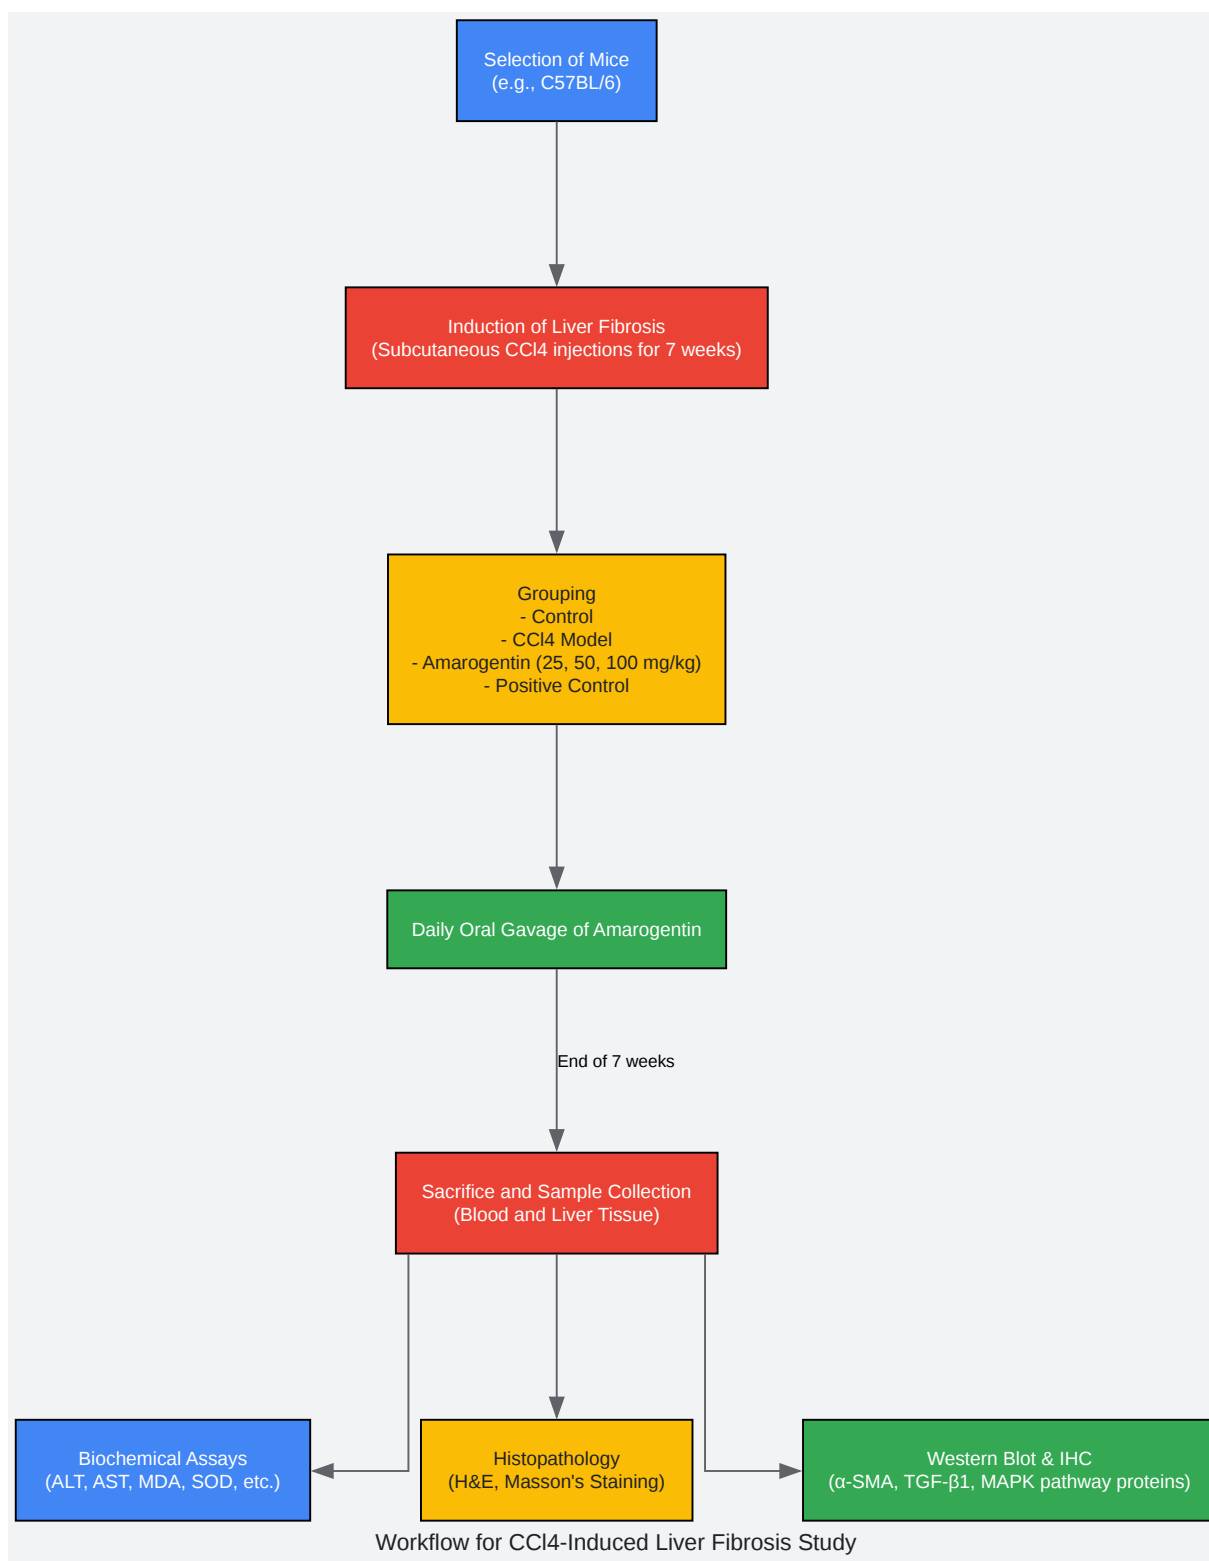 Selection of Mice
(e.g., C57BL/6)
Induction of Liver Fibrosis
(Subcutaneous CCl4 injections for 7 weeks)
Grouping
- Control
- CCl4 Model
- Amarogentin (25, 50, 100 mg/kg)
- Positive Control
Daily Oral Gavage of Amarogentin
End of 7 weeks
Sacrifice and Sample Collection
(Blood and Liver Tissue)
Biochemical Assays
(ALT, AST, MDA, SOD, etc.)
Histopathology
(H&E, Masson's Staining)
Western Blot & IHC
(α-SMA, TGF-β1, MAPK pathway proteins)
Workflow for CCl4-Induced Liver Fibrosis Study